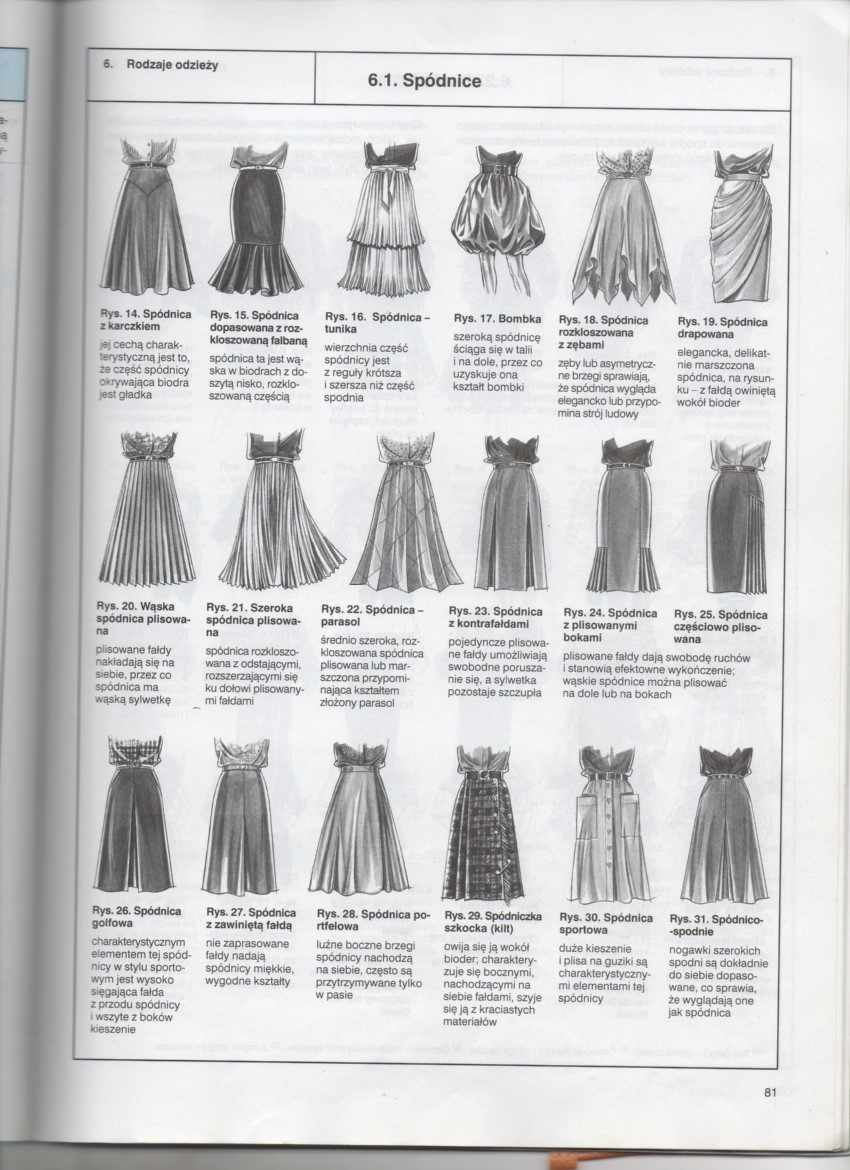 6. Rodzaje odzieży
6.1. Spódnice
Rys. 14. Spódnica
z karczkiem
jej cechą charak-
terystyczną jest to,
że część spódnicy
okrywająca biodra
jest gładka
Rys. 15. Spódnica
dopasowana z roz-
kloszowaną falbaną
spódnica ta jest wą-
ska w biodrach z do-
szytą nisko, rozklo-
szowaną częścią
Rys. 16. Spódnica –
tunika
wierzchnia część
spódnicy jest
z reguły krótsza
i szersza niż część
spodnia
Rys. 17. Bombka
szeroką spódnicę
ściąga się w talii
i na dole, przez co
uzyskuje ona
kształt bombki
Rys. 18. Spódnica
rozkloszowana
z zębami
zęby lub asymetrycz-
ne brzegi sprawiają,
że spódnica wygląda
elegancko lub przypo-
mina strój ludowy
Rys. 19. Spódnica
drapowana
elegancka, delikat-
nie marszczona
spódnica, na rysun-
ku – z fałdą owiniętą
wokół bioder
Rys. 20. Wąska
spódnica plisowa-
na
plisowane fałdy
nakładają się na
siebie, przez co
spódnica ma
wąską sylwetkę
Rys. 21. Szeroka
spódnica plisowa-
na
spódnica rozkloszo-
wana z odstającymi,
rozszerzającymi się
ku dołowi plisowany-
mi fałdami
Rys. 22. Spódnica –
parasol
średnio szeroka, roz-
kloszowana spódnica
plisowana lub mar-
szczona przypomi-
nająca kształtem
złożony parasol
Rys. 23. Spódnica
z kontrafałdami
pojedyncze plisowa-
ne fałdy umożliwiają
swobodne porusza-
nie się, a sylwetka
pozostaje szczupła
Rys. 24. Spódnica
z plisowanymi
bokami
Rys. 25. Spódnica
częściowo pliso-
wana
plisowane fałdy dają swobodę ruchów
i stanowią efektowne wykończenie;
wąskie spódnice można plisować
na dole lub na bokach
Rys. 26. Spódnica
golfowa
charakterystycznym
elementem tej spód-
nicy w stylu sporto-
wym jest wysoko
sięgająca fałda
z przodu spódnicy
i wszyte z boków
kieszenie
Rys. 27. Spódnica
z zawiniętą fałdą
nie zaprasowane
fałdy nadają
spódnicy miękkie,
wygodne kształty
Rys. 28. Spódnica po-
rtfelowa
luźne boczne brzegi
spódnicy nachodzą
na siebie, często są
przytrzymywane tylko
w pasie
Rys. 29. Spódniczka
szkocka (kilt)
owija się ją wokół
bioder; charaktery-
zuje się bocznymi,
nachodzącymi na
siebie fałdami, szyje
się ją z kraciastych
materiałów
Rys. 30. Spódnica
sportowa
duże kieszenie
i plisa na guziki są
charakterystyczny-
mi elementami tej
spódnicy
Rys. 31. Spódnico-
-spodnie
nogawki szerokich
spodni są dokładnie
do siebie dopaso-
wane, co sprawia,
że wyglądają one
jak spódnica
81